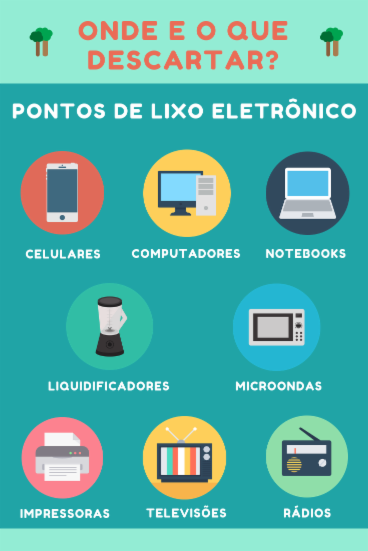 ONDE E O QUE
DESCARTAR?
PONTOS DE LIXO ELETRÔNICO
CELULARES
COMPUTADORES
NOTEBOOKS
LIQUIDIFICADORES
MICROONDAS
IMPRESSORAS
TELEVISÕES
RÁDIOS